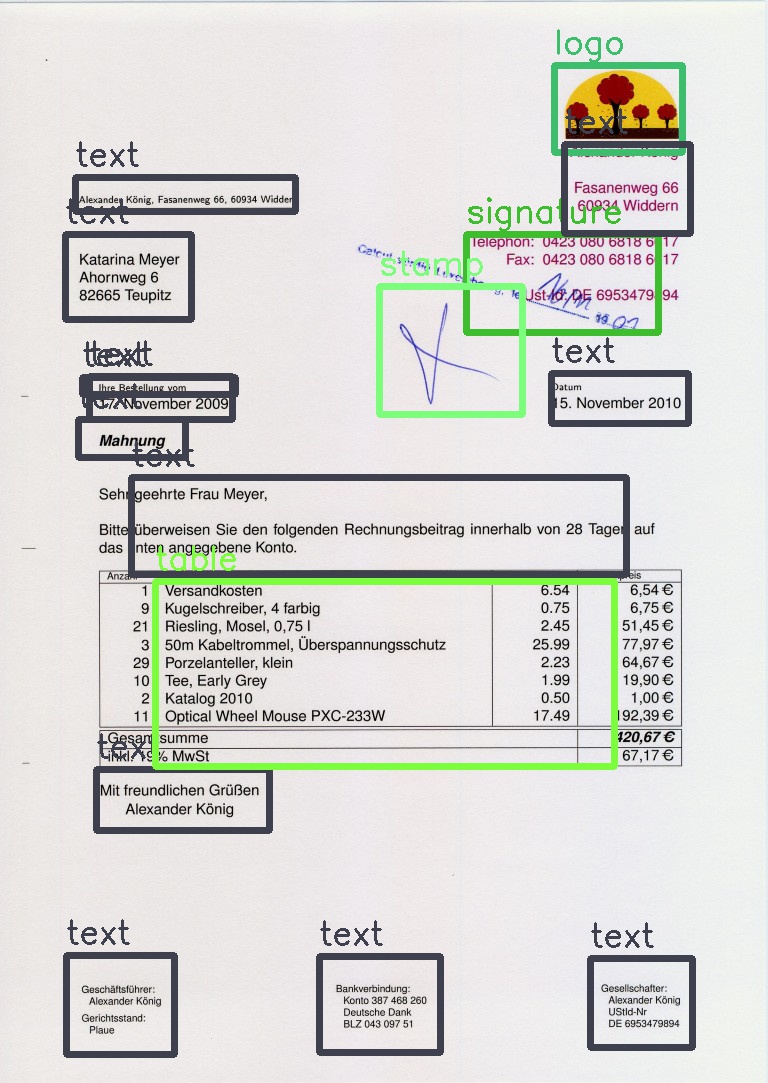 logo
text
Alexander König
text
Alexander König, Fasanenweg 66, 60934 Widdern
Fasanenweg 66
60934 Widdern
text
signature
Katarina Meyer
Ahornweg 6
82665 Teupitz
Telephon: 0423 080 6818 6017
Fax: 0423 080 6818 6017
stamp
Ust-Id: DE 6953479894
text
text
text
Ihre Bestellung vom
November 2009
Datum
15. November 2010
text
Mahnung
text
Sehr geehrte Frau Meyer,
Bitte überweisen Sie den folgenden Rechnungsbeitrag innerhalb von 28 Tagen auf
das unten angegebene Konto.
table
1 Versandkosten 6.54 6,54 €
9 Kugelschreiber, 4 farbig 0.75 6,75 €
21 Riesling, Mosel, 0,75 l 2.45 51,45 €
3 50m Kabeltrommel, Überspannungsschutz 25.99 77,97 €
29 Porzelanteller, klein 2.23 64,67 €
10 Tee, Early Grey 1.99 19,90 €
2 Katalog 2010 0.50 1,00 €
11 Optical Wheel Mouse PXC-233W 17.49 192,39 €
Gesamtsumme 420,67 €
inkl. 19% MwSt 67,17 €
text
Mit freundlichen Grüßen
Alexander König
text
Geschäftsführer:
Alexander König
Gerichtsstand:
Plaue
text
Bankverbindung:
Konto 387 468 260
Deutsche Dank
BLZ 043 097 51
text
Gesellschafter:
Alexander König
UStId-Nr
DE 6953479894